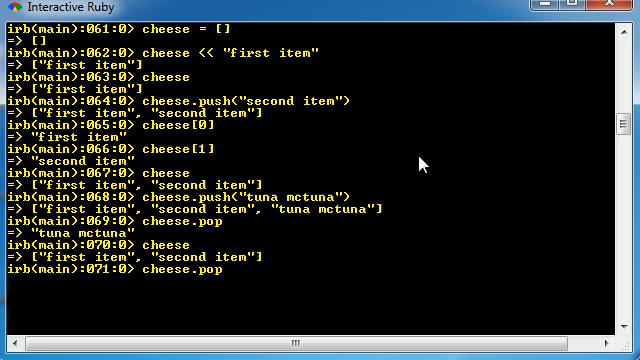 Interactive Ruby
irb(main):061:0> cheese = []
=> []
irb(main):062:0> cheese << "first item"
=> ["first item"]
irb(main):063:0> cheese
=> ["first item"]
irb(main):064:0> cheese.push("second item")
=> ["first item", "second item"]
irb(main):065:0> cheese[0]
=> "first item"
irb(main):066:0> cheese[1]
=> "second item"
irb(main):067:0> cheese
=> ["first item", "second item"]
irb(main):068:0> cheese.push("tuna mctuna")
=> ["first item", "second item", "tuna mctuna"]
irb(main):069:0> cheese.pop
=> "tuna mctuna"
irb(main):070:0> cheese
=> ["first item", "second item"]
irb(main):071:0> cheese.pop